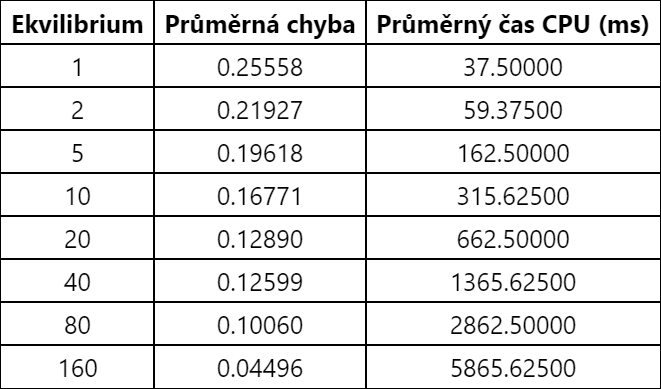 Ekvilibrium Průměrná chyba Průměrný čas CPU (ms)
1 0.25558 37.50000
2 0.21927 59.37500
5 0.19618 162.50000
10 0.16771 315.62500
20 0.12890 662.50000
40 0.12599 1365.62500
80 0.10060 2862.50000
160 0.04496 5865.62500